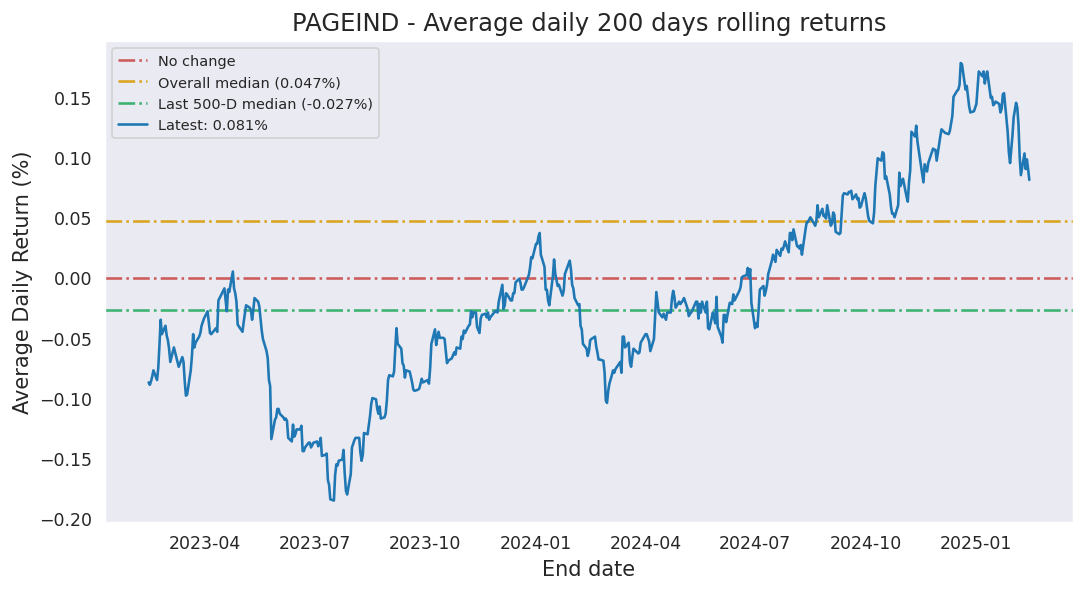 PAGEIND - Average daily 200 days rolling returns
No change
Overall median (0.047%)
Last 500-D median (-0.027%)
Latest: 0.081%
Average Daily Return (%)
0.15
0.10
0.05
0.00
−0.05
−0.10
−0.15
−0.20
2023-04 2023-07 2023-10 2024-01 2024-04 2024-07 2024-10 2025-01
End date